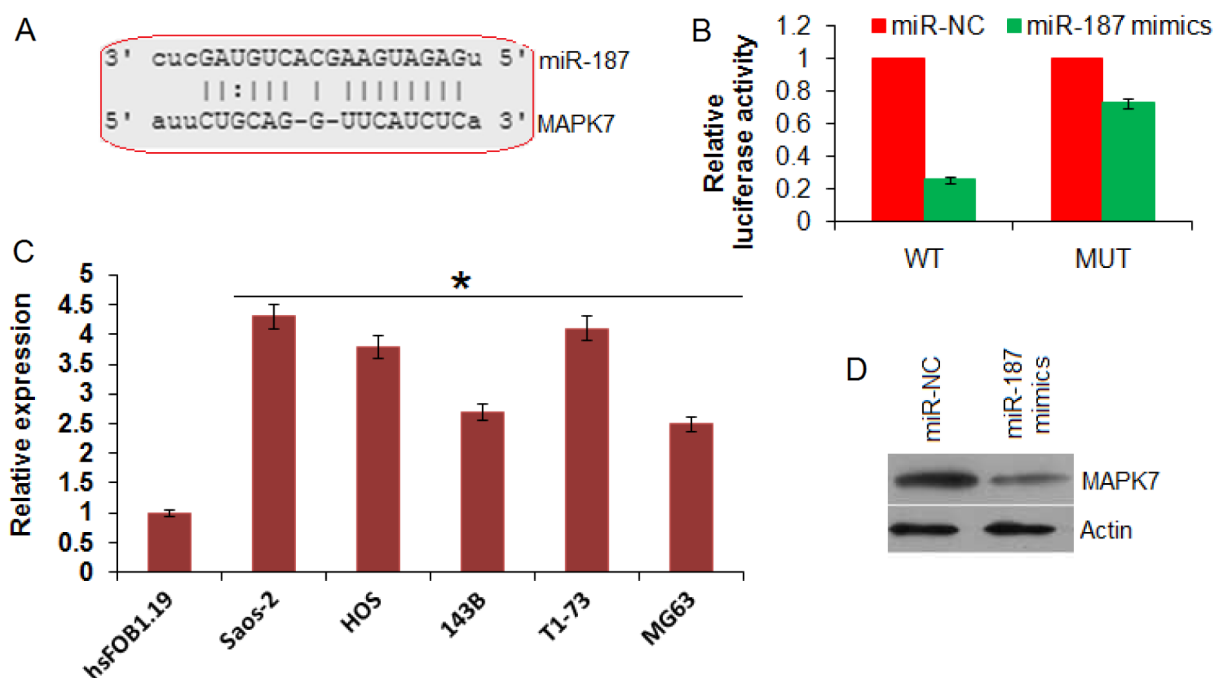 A
3' cucGAUGUCACGAAGUAGAGu 5' miR-187
||:||| | ||||||||
5' auuCUGCAG-G-UUCAUCUCa 3' MAPK7
B
miR-NC miR-187 mimics
Relative
luciferase activity
1.2
1
0.8
0.6
0.4
0.2
0
WT MUT
C
Relative expression
5
4.5
4
3.5
3
2.5
2
1.5
1
0.5
0
*
hsFOB1.19 Saos-2 HOS 143B T1-73 MG63
D
miR-NC
miR-187
mimics
MAPK7
Actin